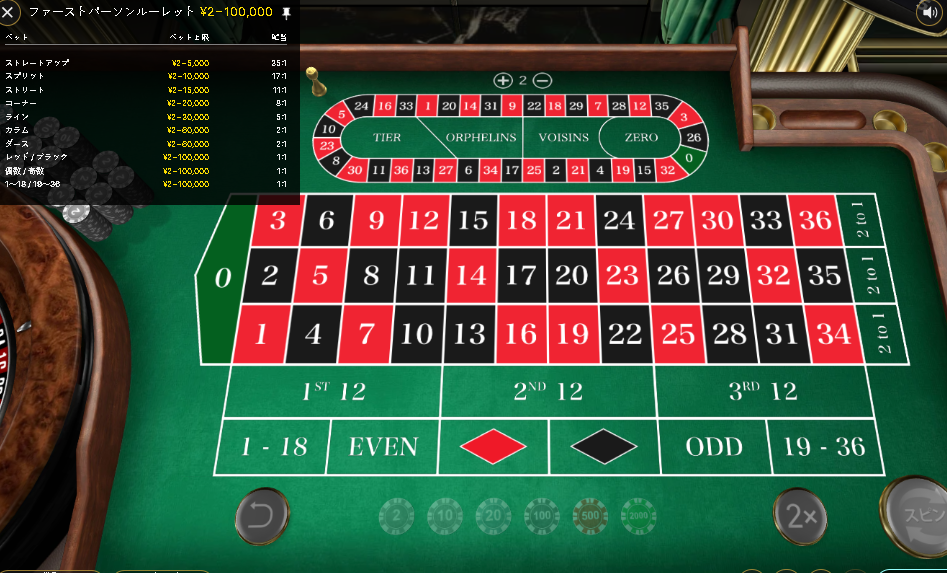 ファーストパーソンルーレット ¥2-100,000
ベット ベット上限 配当
ストレートアップ ¥2-5,000 35:1
スプリット ¥2-10,000 17:1
ストリート ¥2-15,000 11:1
コーナー ¥2-20,000 8:1
ライン ¥2-30,000 5:1
カラム ¥2-60,000 2:1
ダース ¥2-60,000 2:1
レッド/ブラック ¥2-100,000 1:1
偶数/奇数 ¥2-100,000 1:1
1~18/19~36 ¥2-100,000 1:1
2
5 24 16 33 1 20 14 31 9 22 18 29 7 28 12 35 3
10 TIER ORPHELINS VOISINS ZERO 26
23 0
8 30 11 36 13 27 6 34 17 25 2 21 4 19 15 32
3 6 9 12 15 18 21 24 27 30 33 36 2 to 1
0 2 5 8 11 14 17 20 23 26 29 32 35 2 to 1
1 4 7 10 13 16 19 22 25 28 31 34 2 to 1
1ST 12 2ND 12 3RD 12
1 - 18 EVEN ODD 19 - 36
2 10 20 100 500 2000 2× スピン